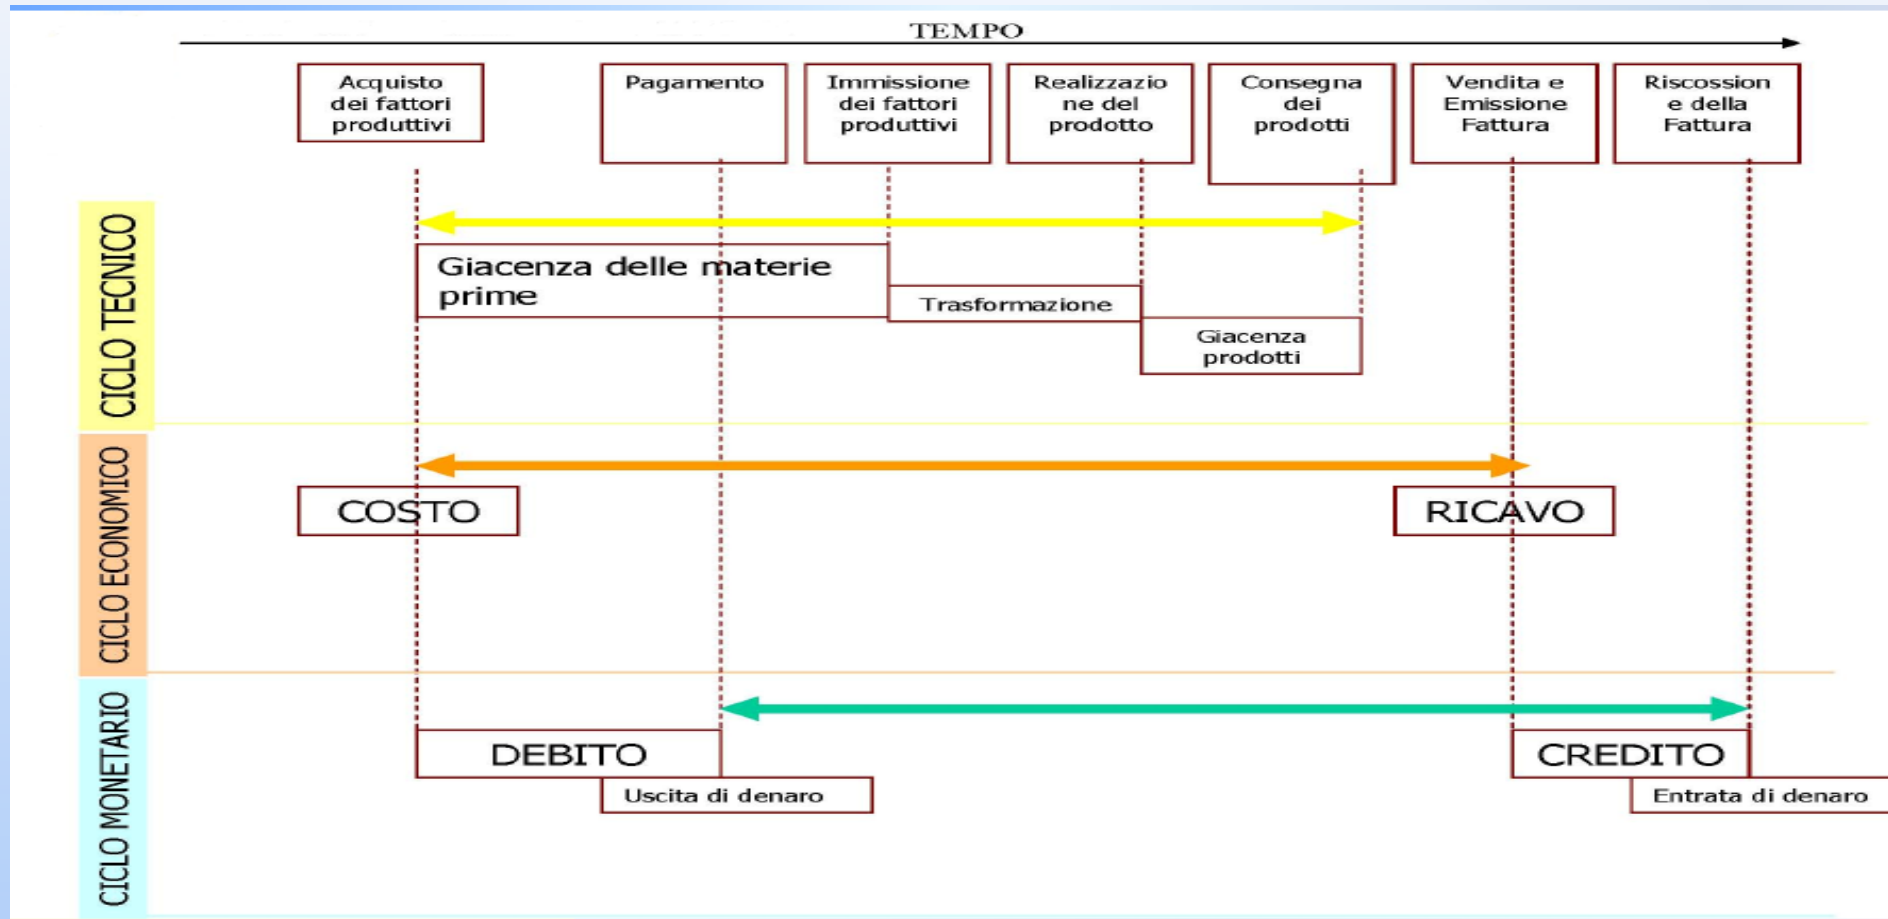 TEMPO
Acquisto
dei fattori
produttivi
Pagamento
Immissione
dei fattori
produttivi
Realizzazio
ne del
prodotto
Consegna
dei
prodotti
Vendita e
Emissione
Fattura
Riscossion
e della
Fattura
CICLO TECNICO
Giacenza delle materie
prime
Trasformazione
Giacenza
prodotti
CICLO ECONOMICO
COSTO
RICAVO
CICLO MONETARIO
DEBITO
Uscita di denaro
CREDITO
Entrata di denaro